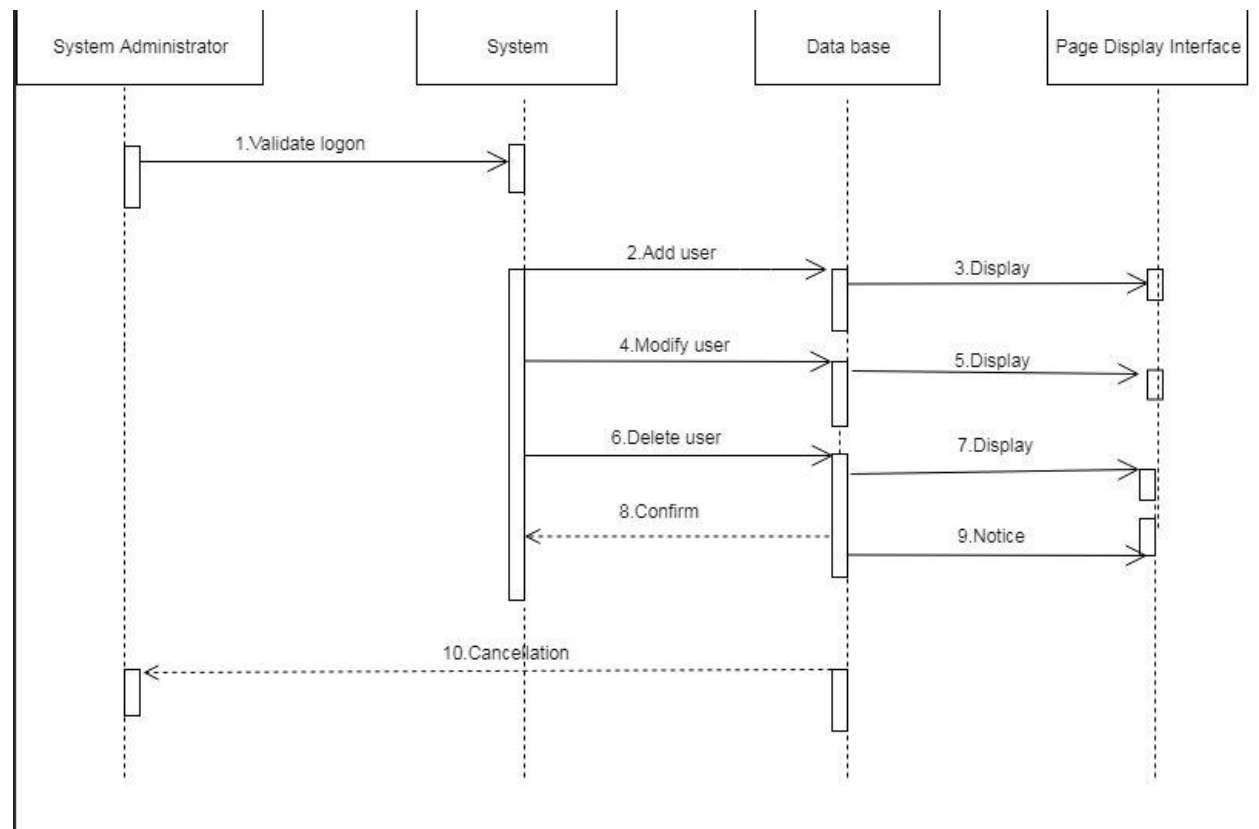 System Administrator
System
Data base
Page Display Interface
1.Validate logon
2.Add user
3.Display
4.Modify user
5.Display
6.Delete user
7.Display
8.Confirm
9.Notice
10.Cancellation